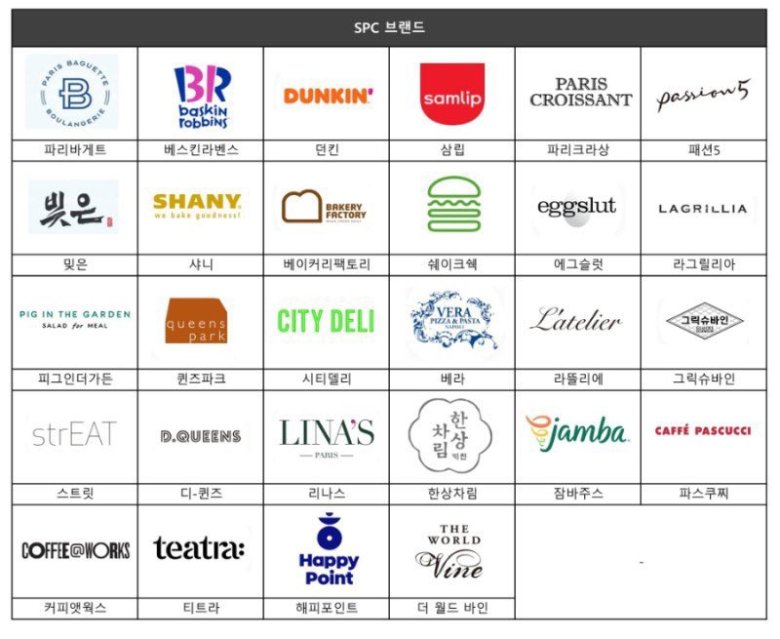 SPC 브랜드
PARIS BAGUETTE
B
BOULANGERIE
BR
baskin
robbins
DUNKIN'
samlip
PARIS
CROISSANT
passion5
파리바게트
베스킨라벤스
던킨
삼립
파리크라상
패션5
빚은
SHANY
we bake goodness!
BAKERY
FACTORY
eggslut
LAGRILLIA
밎은
샤니
베이커리팩토리
쉐이크쉑
에그슬럿
라그릴리아
PIG IN THE GARDEN
SALAD for MEAL
queens
park
CITY DELI
VERA
PIZZA & PASTA
NAPOLI
L'atelier
그릭슈바인
피그인더가든
퀸즈파크
시티델리
베라
라뜰리에
그릭슈바인
strEAT
D.QUEENS
LINA'S
PARIS
한상
차림
jamba
CAFFÉ PASCUCCI
스트릿
디-퀸즈
리나스
한상차림
잠바주스
파스쿠찌
COFFEE@WORKS
teatra:
Happy
Point
THE
WORLD
Vine
-
커피앳웍스
티트라
해피포인트
더 월드 바인